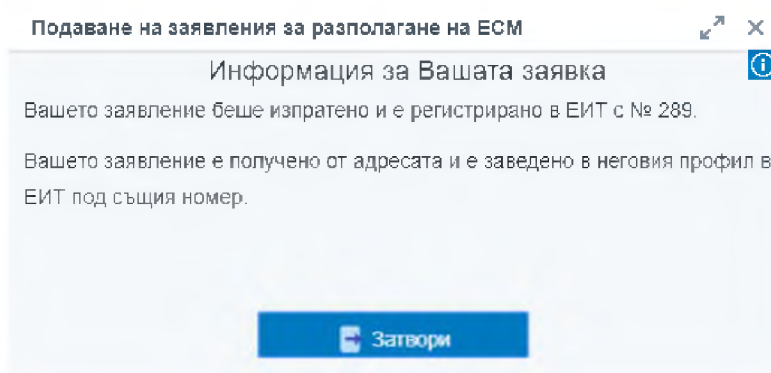 Подаване на заявления за разполагане на ЕСМ
Информация за Вашата заявка
Вашето заявление беше изпратено и е регистрирано в ЕИТ с № 289.
Вашето заявление е получено от адресата и е заведено в неговия профил в
ЕИТ под същия номер.
Затвори